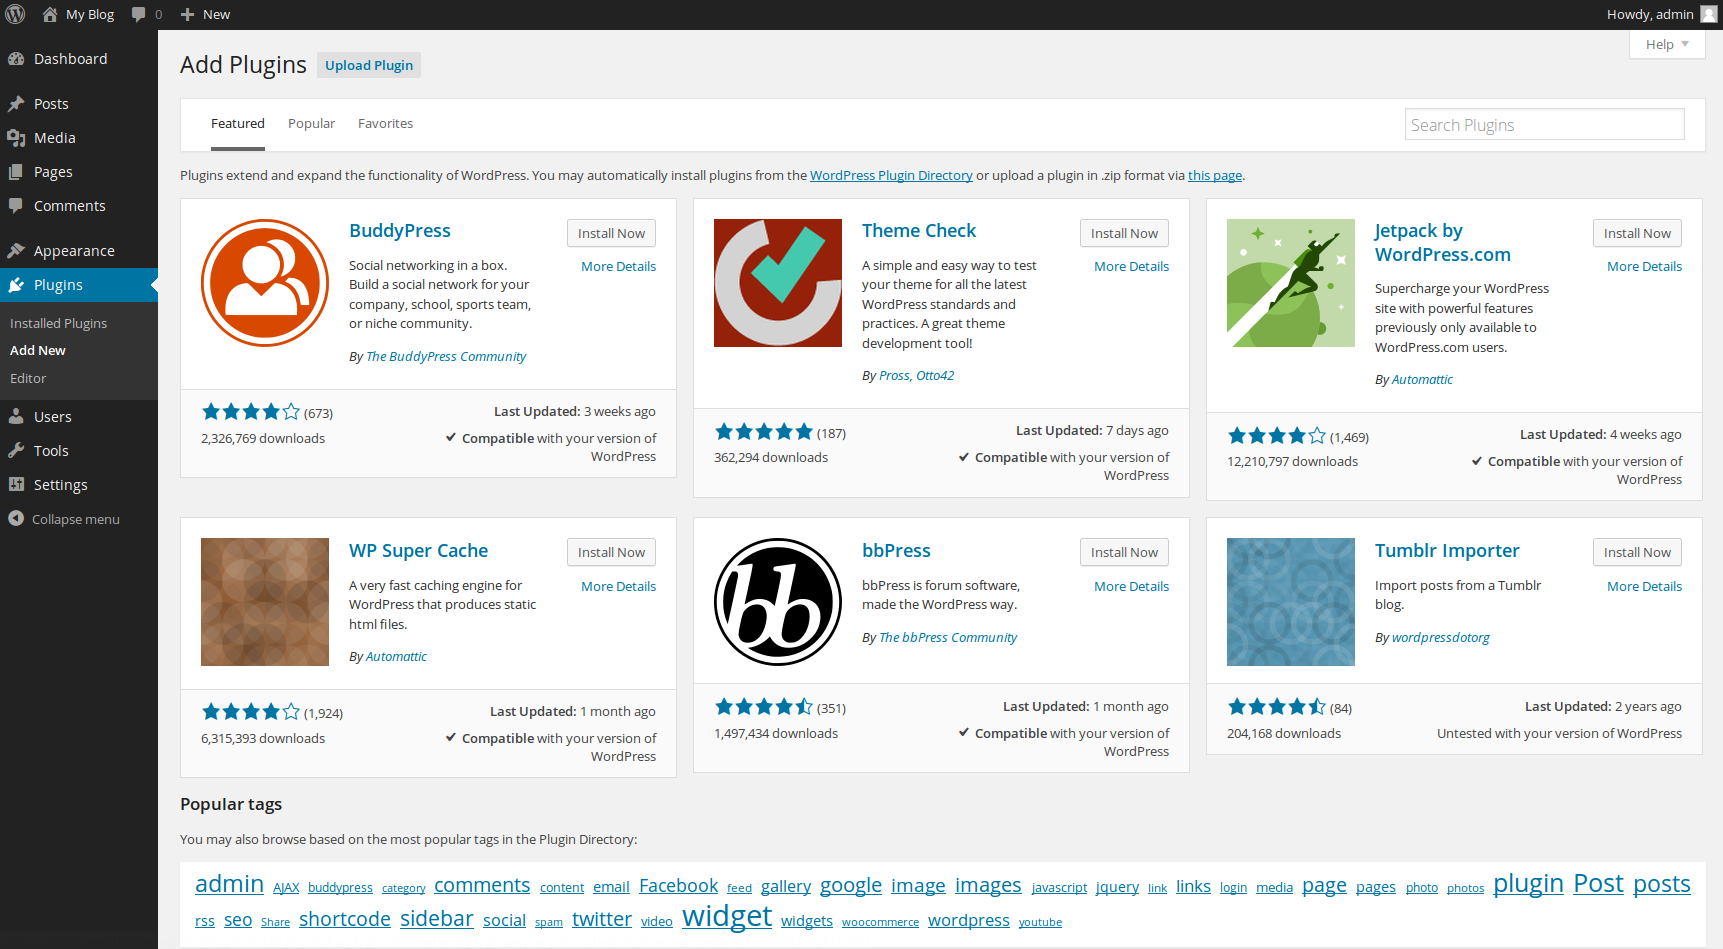 My Blog 0 New Howdy, admin
Help
Dashboard
Posts
Media
Pages
Comments
Appearance
Plugins
Installed Plugins
Add New
Editor
Users
Tools
Settings
Collapse menu
Add Plugins Upload Plugin
Featured Popular Favorites Search Plugins
Plugins extend and expand the functionality of WordPress. You may automatically install plugins from the WordPress Plugin Directory or upload a plugin in .zip format via this page.
BuddyPress
Install Now
More Details
Social networking in a box.
Build a social network for your
company, school, sports team,
or niche community.
By The BuddyPress Community
(673)
2,326,769 downloads
Last Updated: 3 weeks ago
Compatible with your version of
WordPress
Theme Check
Install Now
More Details
A simple and easy way to test
your theme for all the latest
WordPress standards and
practices. A great theme
development tool!
By Pross, Otto42
(187)
362,294 downloads
Last Updated: 7 days ago
Compatible with your version of
WordPress
Jetpack by
WordPress.com
Install Now
More Details
Supercharge your WordPress
site with powerful features
previously only available to
WordPress.com users.
By Automattic
(1,469)
12,210,797 downloads
Last Updated: 4 weeks ago
Compatible with your version of
WordPress
WP Super Cache
Install Now
More Details
A very fast caching engine for
WordPress that produces static
html files.
By Automattic
(1,924)
6,315,393 downloads
Last Updated: 1 month ago
Compatible with your version of
WordPress
bb
bbPress
Install Now
More Details
bbPress is forum software,
made the WordPress way.
By The bbPress Community
(351)
1,497,434 downloads
Last Updated: 1 month ago
Compatible with your version of
WordPress
Tumblr Importer
Install Now
More Details
Import posts from a Tumblr
blog.
By wordpressdotorg
(84)
204,168 downloads
Last Updated: 2 years ago
Untested with your version of WordPress
Popular tags
You may also browse based on the most popular tags in the Plugin Directory:
admin AJAX buddypress category comments content email Facebook feed gallery google image images javascript jquery link links login media page pages photo photos plugin Post posts
rss seo Share shortcode sidebar social spam twitter video widget widgets woocommerce wordpress youtube